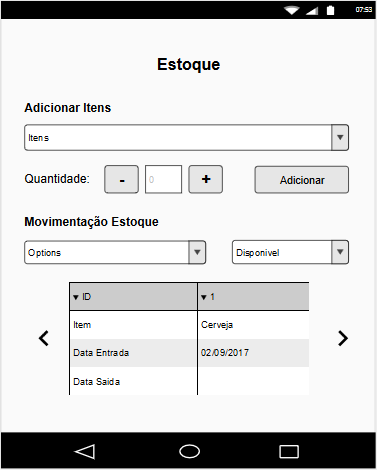 07:53
Estoque
Adicionar Itens
Itens
Quantidade: - 0 + Adicionar
Movimentação Estoque
Options Disponivel
ID 1
Item Cerveja
Data Entrada 02/09/2017
Data Saida